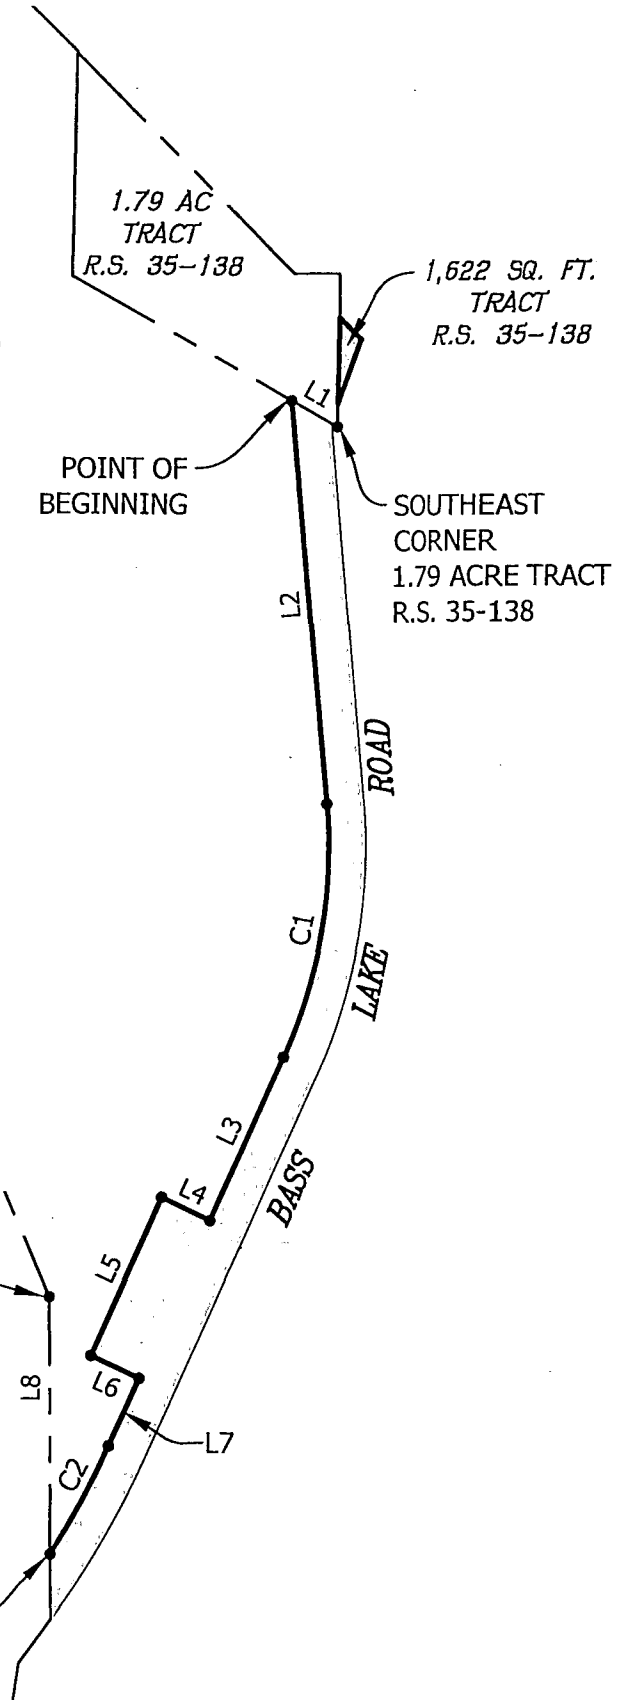 1.79 AC
TRACT
R.S. 35-138
1,622 SQ. FT.
TRACT
R.S. 35-138
L1
POINT OF
BEGINNING
SOUTHEAST
CORNER
1.79 ACRE TRACT
R.S. 35-138
L2
ROAD
C1
LAKE
L3
BASS
L4
L5
L6
L8
L7
C2